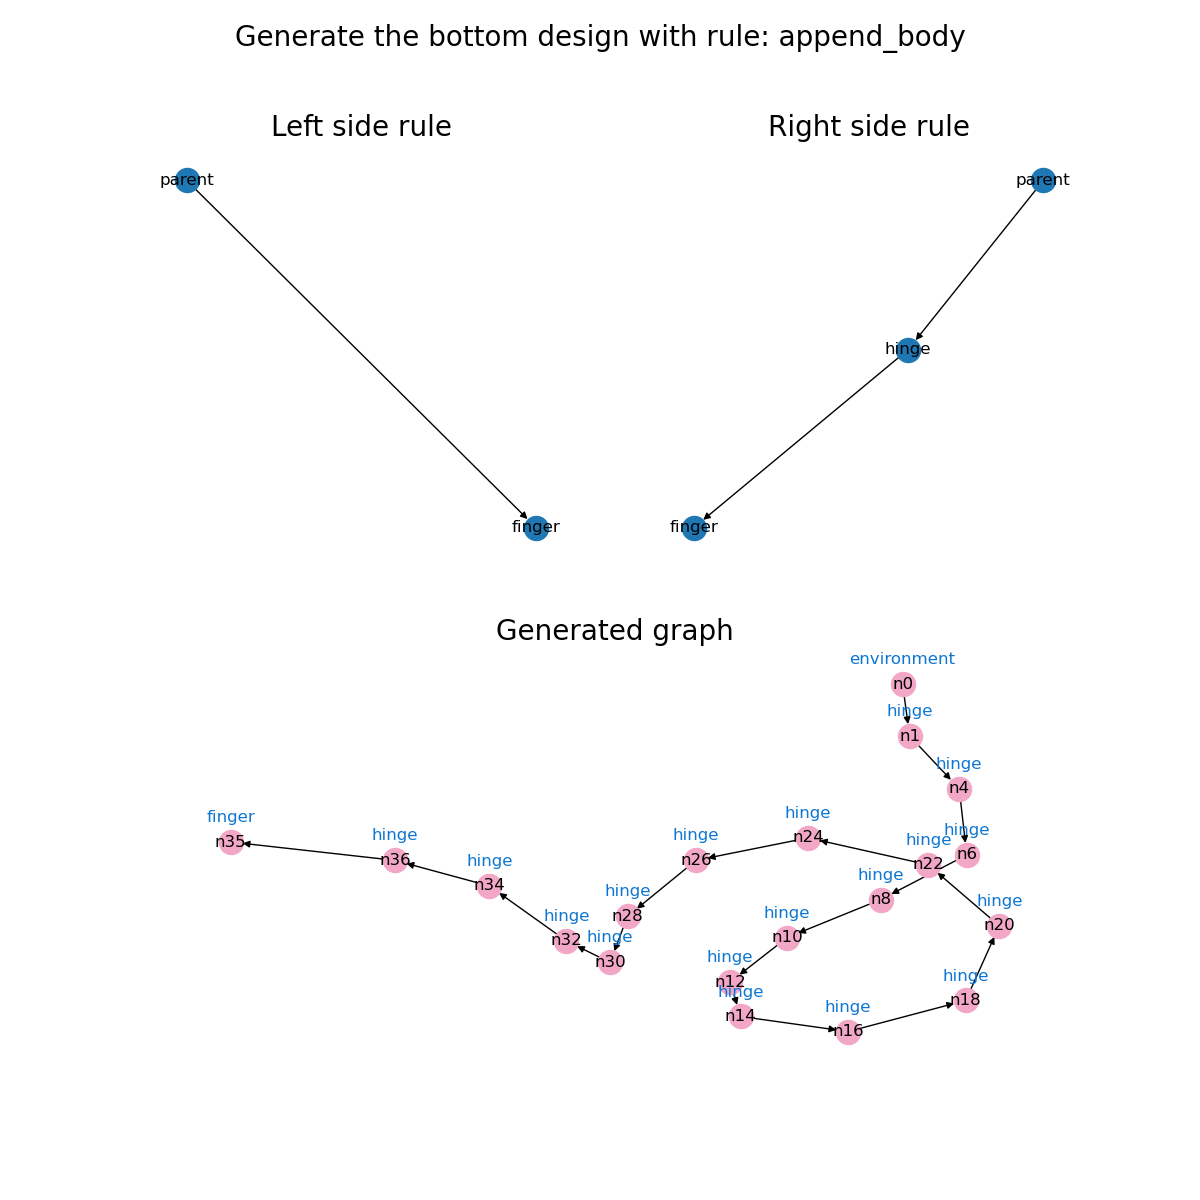 Generate the bottom design with rule: append_body
Left side rule
Right side rule
parent
parent
hinge
finger
finger
Generated graph
environment
n0
hinge
n1
hinge
n4
hinge
n6
hinge
n22
hinge
n24
hinge
n26
finger
n35
hinge
n36
hinge
n34
hinge
n8
hinge
n28
hinge
n20
hinge
n10
hinge
n32
hinge
n30
hinge
n12
hinge
n14
hinge
n18
hinge
n16